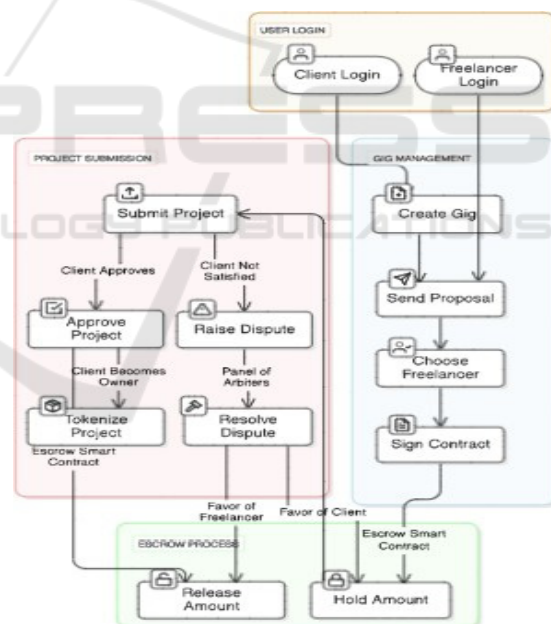 USER LOGIN
Client Login
Freelancer
Login
PROJECT SUBMISSION
GIG MANAGEMENT
Submit Project
Create Gig
Client Approves
Client Not
Satisfied
Send Proposal
Approve
Project
Raise Dispute
Choose
Freelancer
Client Becomes
Owner
Panel of
Arbiters
Tokenize
Project
Resolve
Dispute
Sign Contract
Escrow Smart
Contract
Favor of
Freelancer
Favor of Client
Escrow Smart
Contract
ESCROW PROCESS
Release
Amount
Hold Amount
PRESS
LOGY PUBLICATIONS